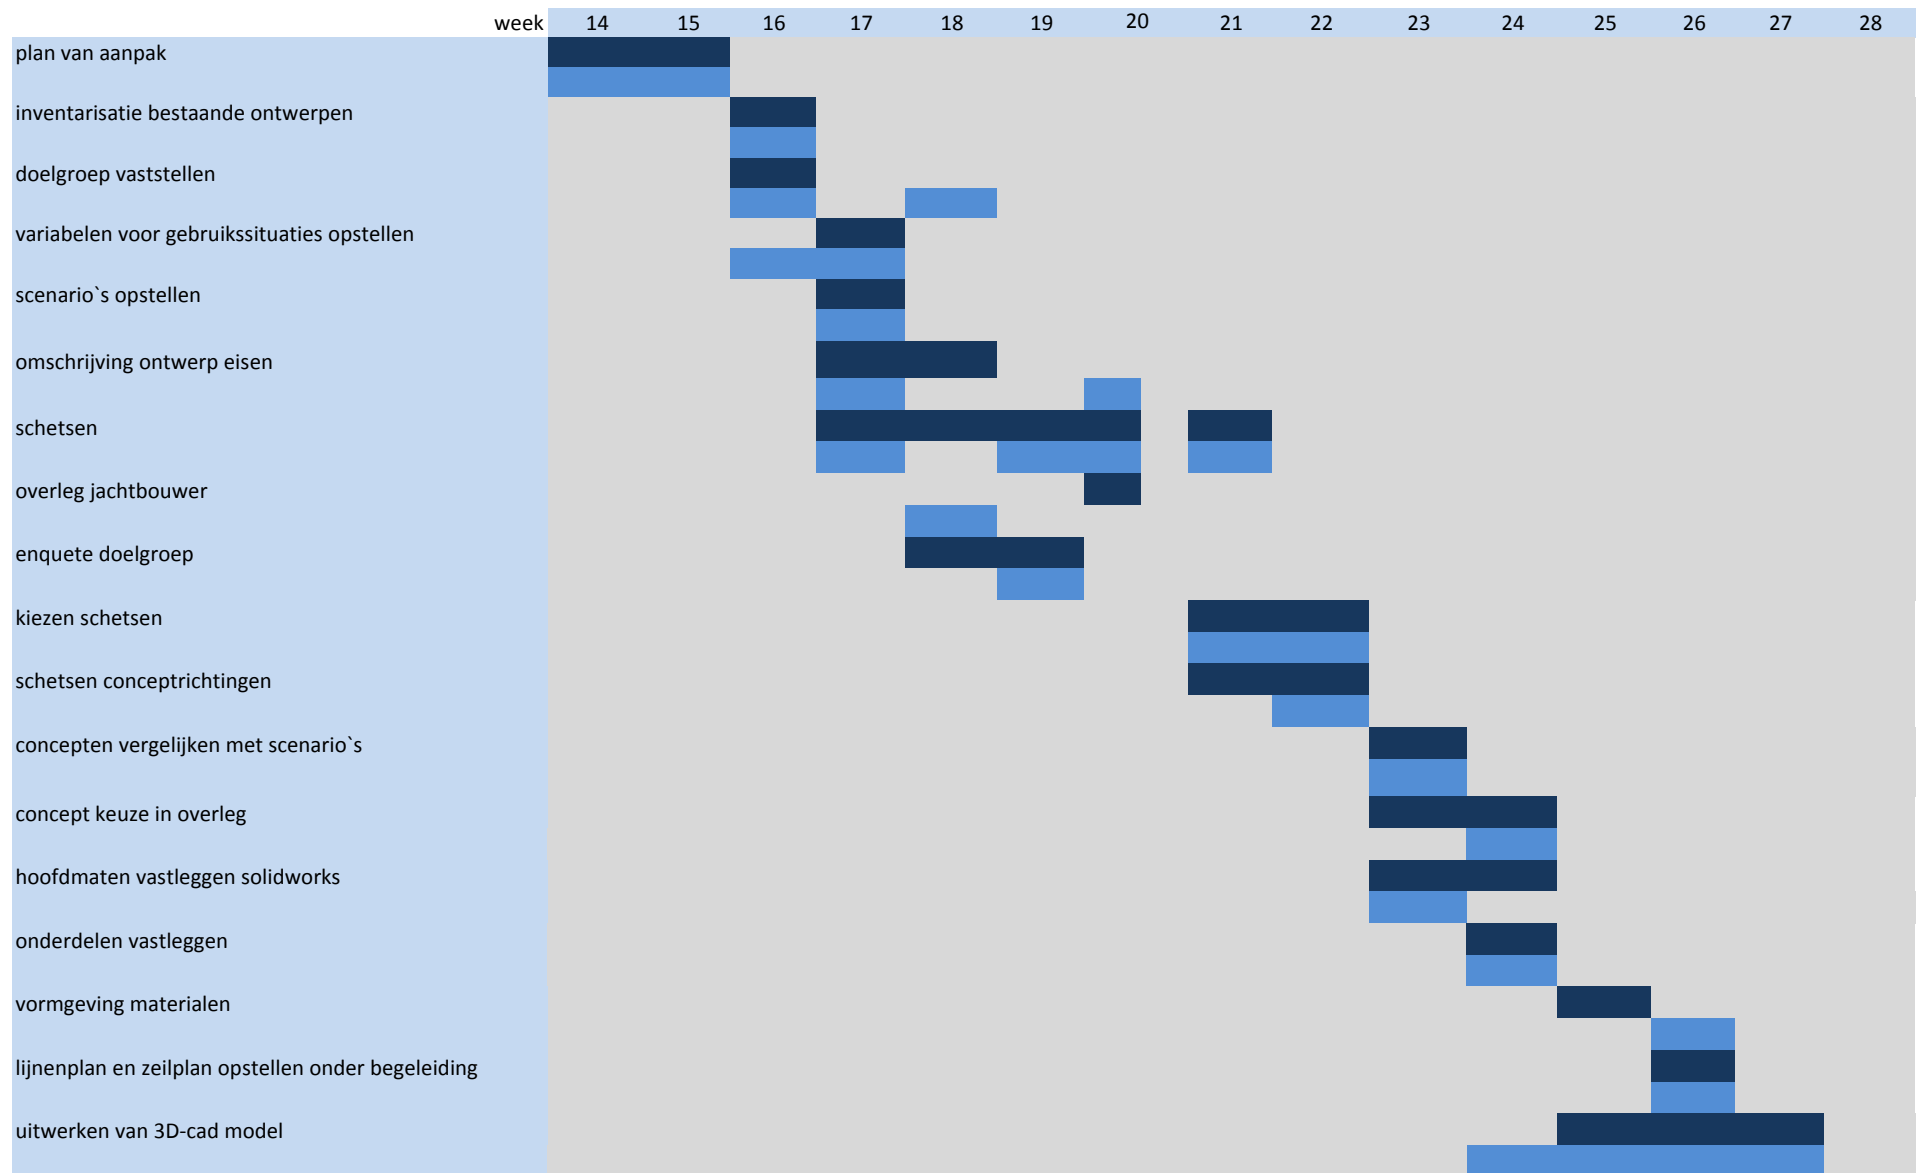 week 14 15 16 17 18 19 20 21 22 23 24 25 26 27 28
plan van aanpak
inventarisatie bestaande ontwerpen
doelgroep vaststellen
variabelen voor gebruikssituaties opstellen
scenario`s opstellen
omschrijving ontwerp eisen
schetsen
overleg jachtbouwer
enquete doelgroep
kiezen schetsen
schetsen conceptrichtingen
concepten vergelijken met scenario`s
concept keuze in overleg
hoofdmaten vastleggen solidworks
onderdelen vastleggen
vormgeving materialen
lijnenplan en zeilplan opstellen onder begeleiding
uitwerken van 3D-cad model